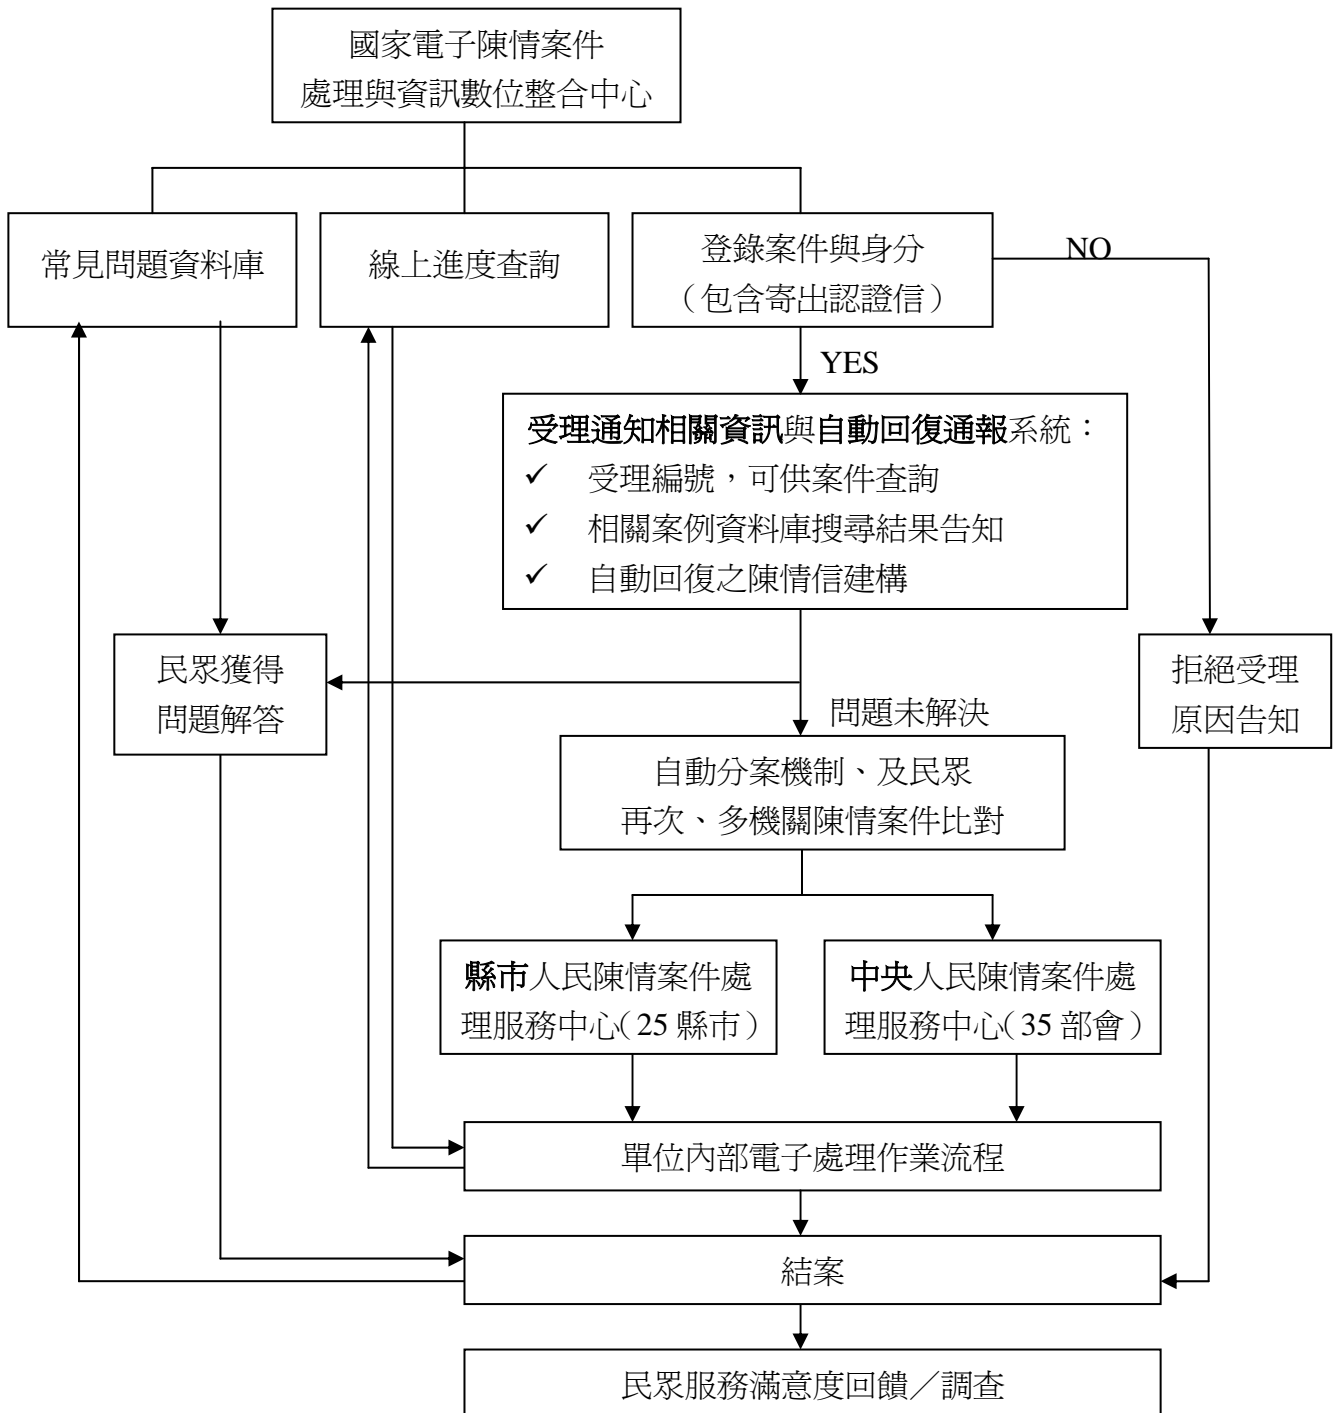 國家電子陳情案件
處理與資訊數位整合中心
常見問題資料庫
線上進度查詢
登錄案件與身分
（包含寄出認證信）
NO
YES
受理通知相關資訊與自動回復通報系統：
✓ 受理編號，可供案件查詢
✓ 相關案例資料庫搜尋結果告知
✓ 自動回復之陳情信建構
民眾獲得
問題解答
拒絕受理
原因告知
問題未解決
自動分案機制、及民眾
再次、多機關陳情案件比對
縣市人民陳情案件處
理服務中心（25 縣市）
中央人民陳情案件處
理服務中心（35 部會）
單位內部電子處理作業流程
結案
民眾服務滿意度回饋／調查